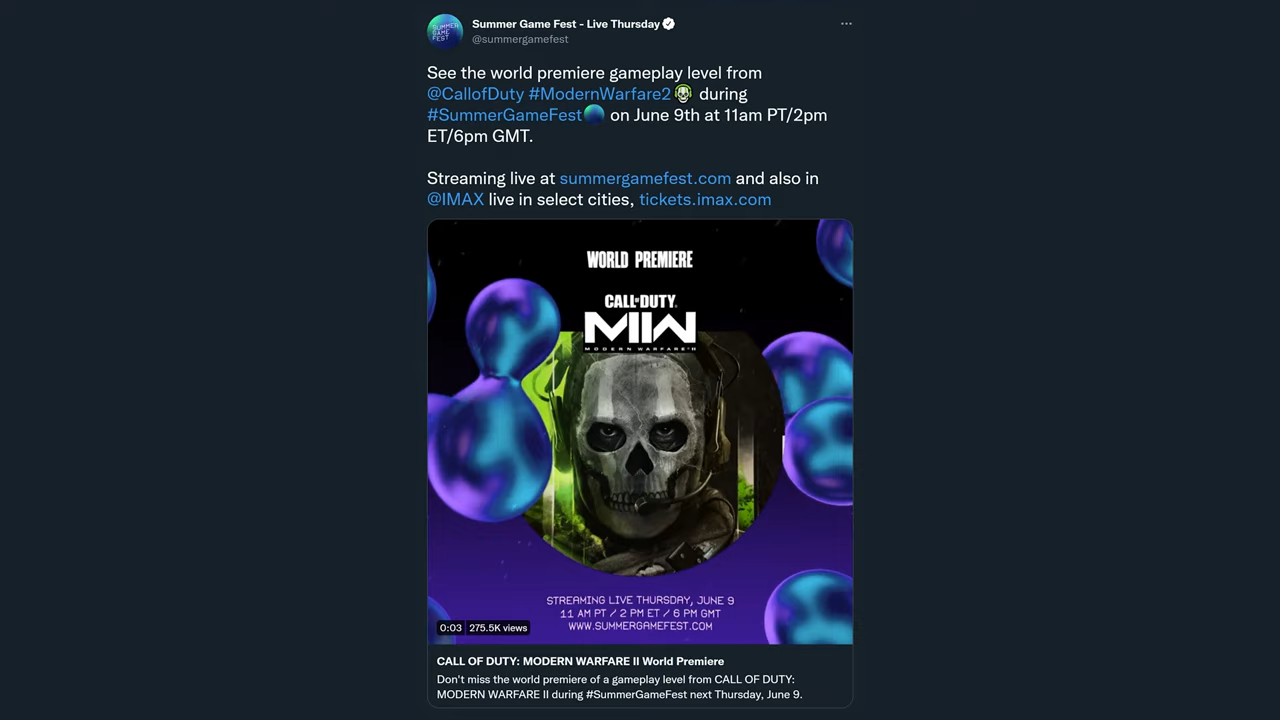 Summer Game Fest - Live Thursday
@summergamefest
See the world premiere gameplay level from
@CallofDuty #ModernWarfare2 during
#SummerGameFest on June 9th at 11am PT/2pm
ET/6pm GMT.
Streaming live at summergamefest.com and also in
@IMAX live in select cities, tickets.imax.com
WORLD PREMIERE
CALL OF DUTY
MW
MODERN WARFARE II
STREAMING LIVE THURSDAY, JUNE 9
11 AM PT / 2 PM ET / 6 PM GMT
WWW.SUMMERGAMEFEST.COM
0:03 275.5K views
CALL OF DUTY: MODERN WARFARE II World Premiere
Don't miss the world premiere of a gameplay level from CALL OF DUTY:
MODERN WARFARE II during #SummerGameFest next Thursday, June 9.